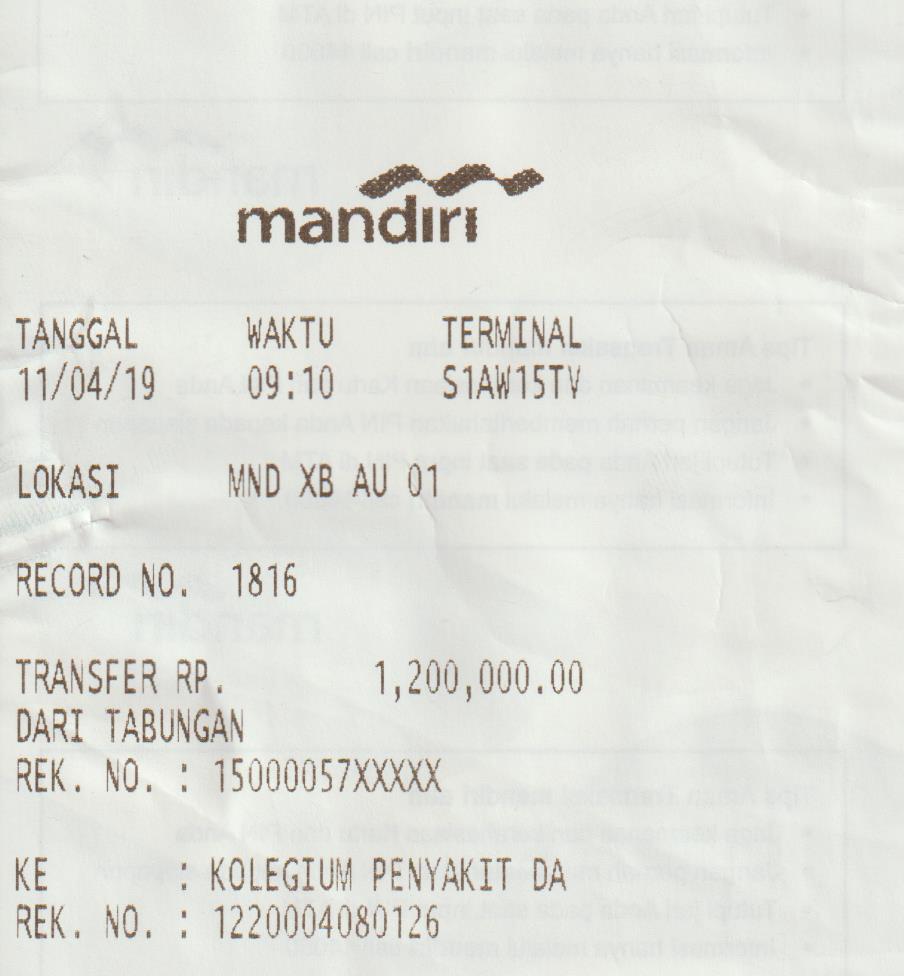 mandiri
TANGGAL WAKTU TERMINAL
11/04/19 09:10 S1AW15TV
LOKASI MND XB AU 01
RECORD NO. 1816
TRANSFER RP. 1,200,000.00
DARI TABUNGAN
REK. NO. : 15000057XXXXX
KE : KOLEGIUM PENYAKIT DA
REK. NO. : 1220004080126